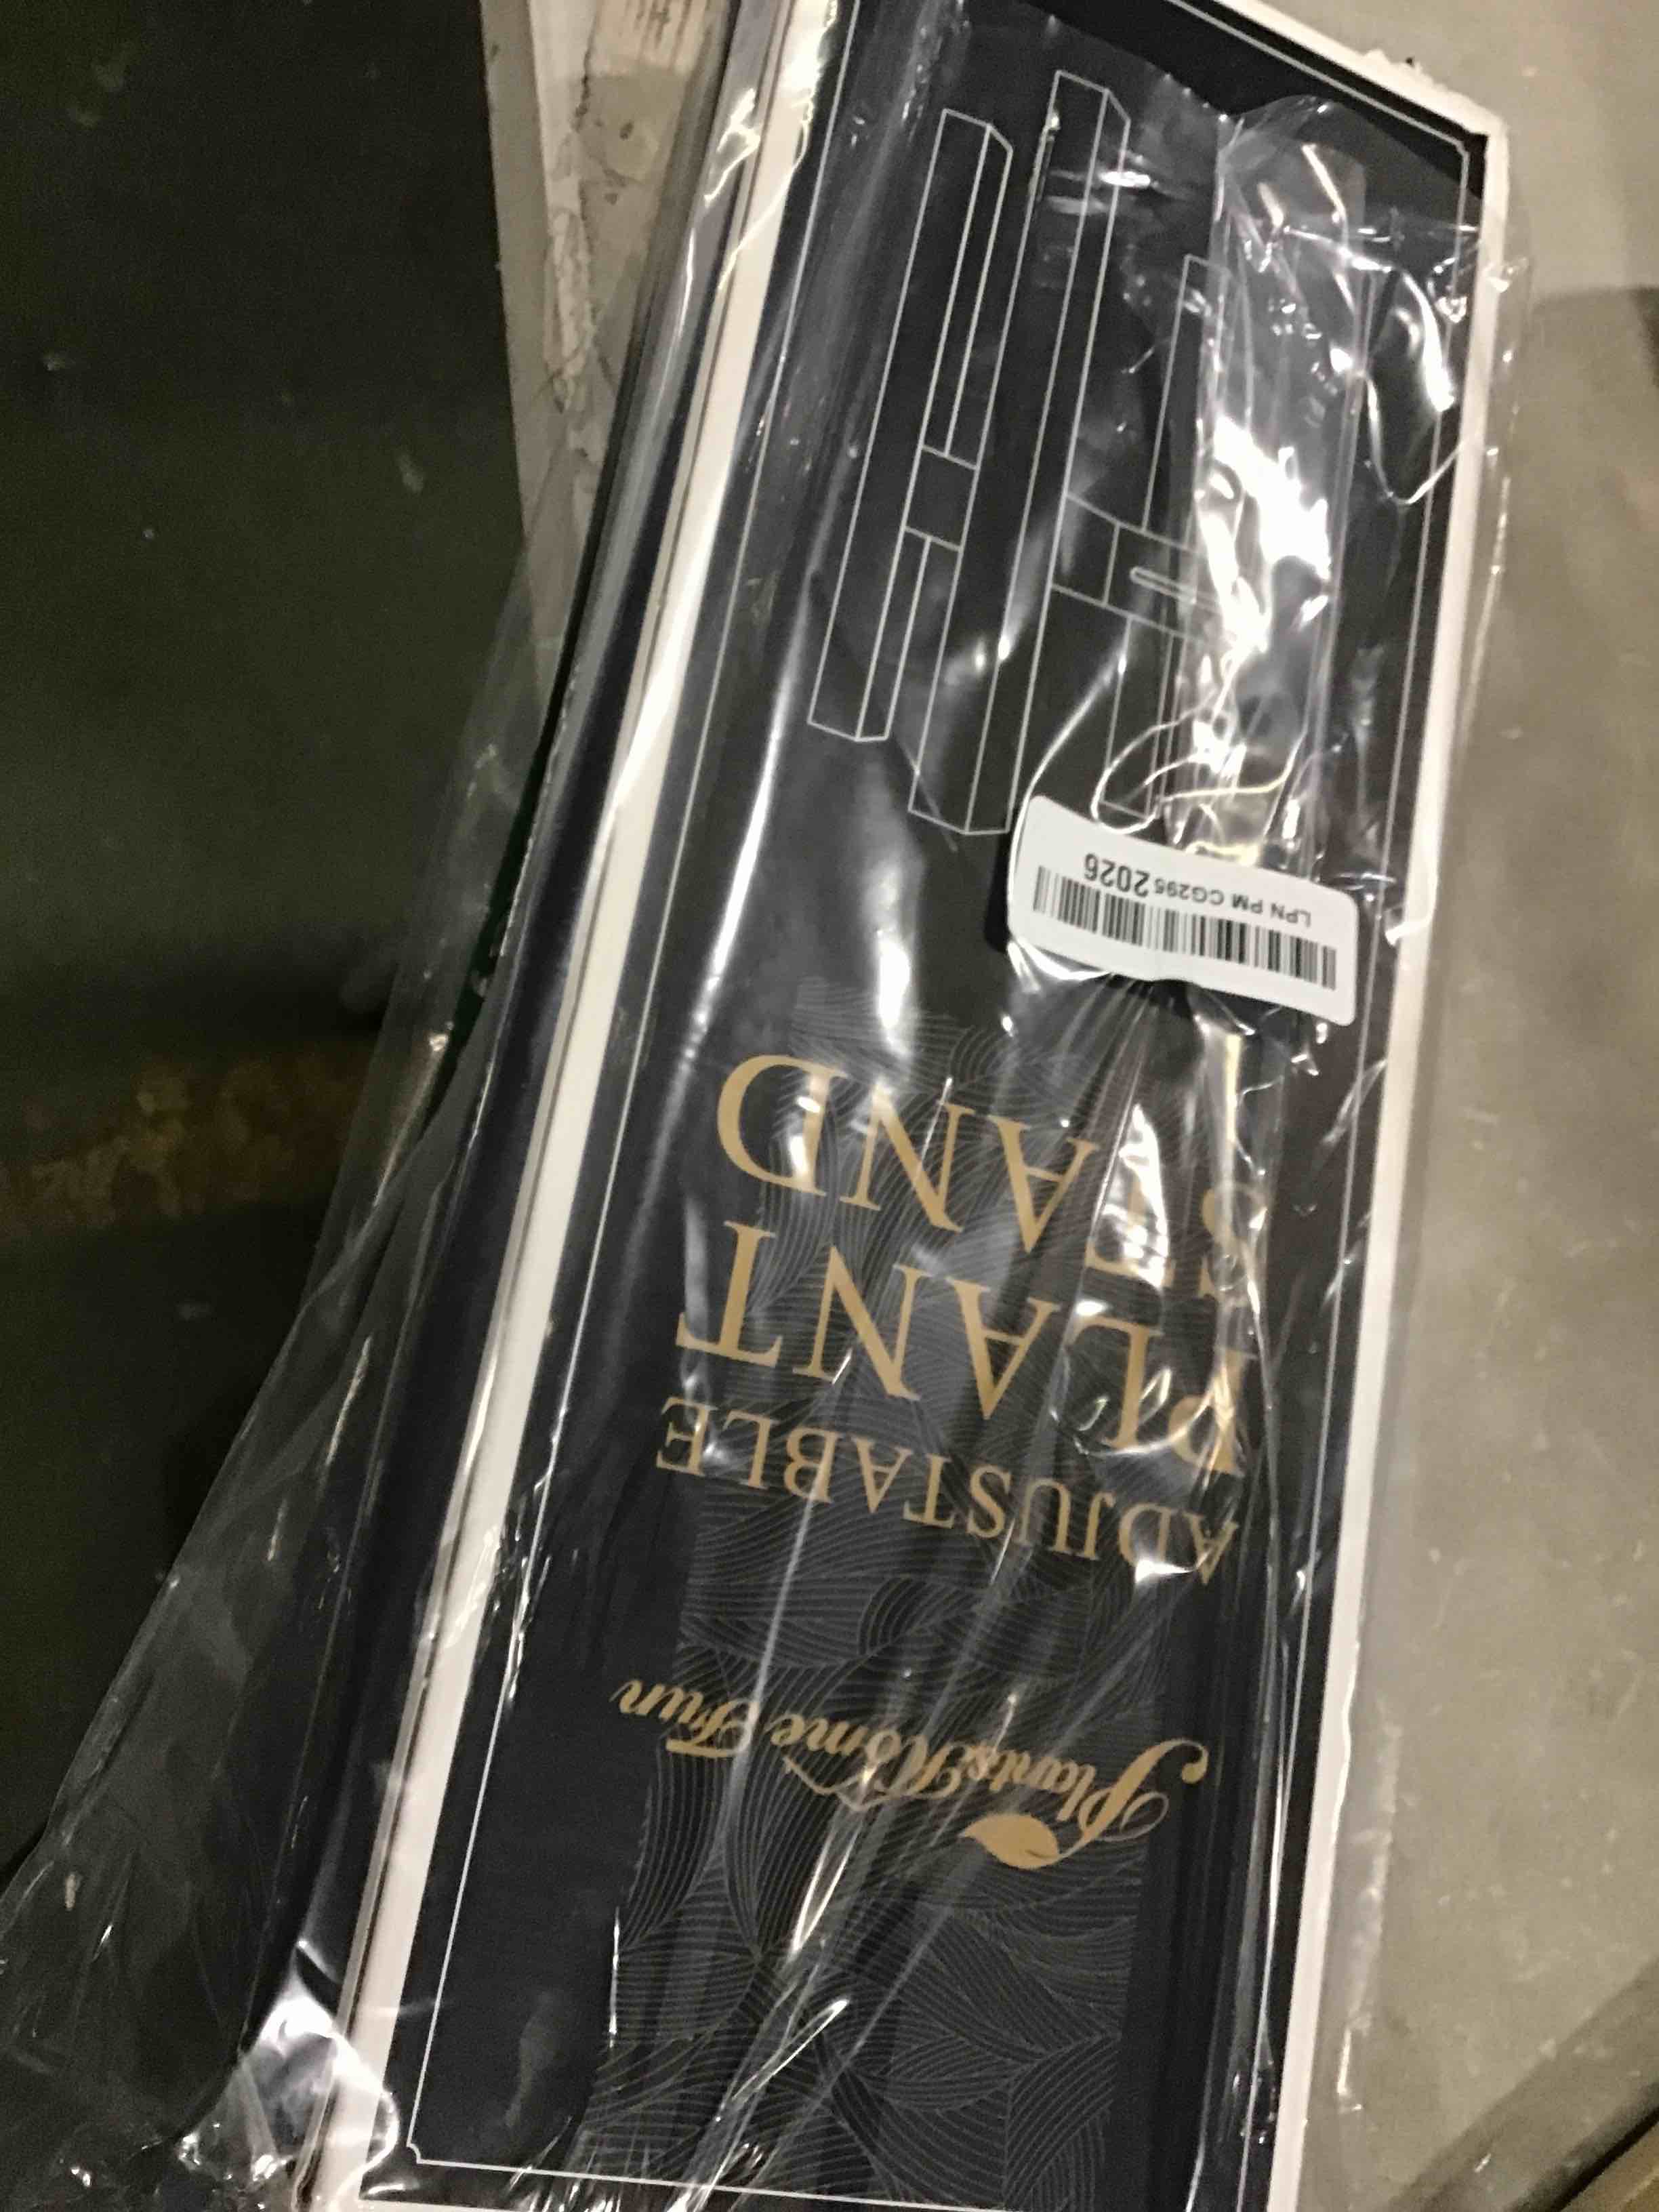 PlantsHome Fun
ADJUSTABLE
PLANT
STAND
LPN PM CG295 2026